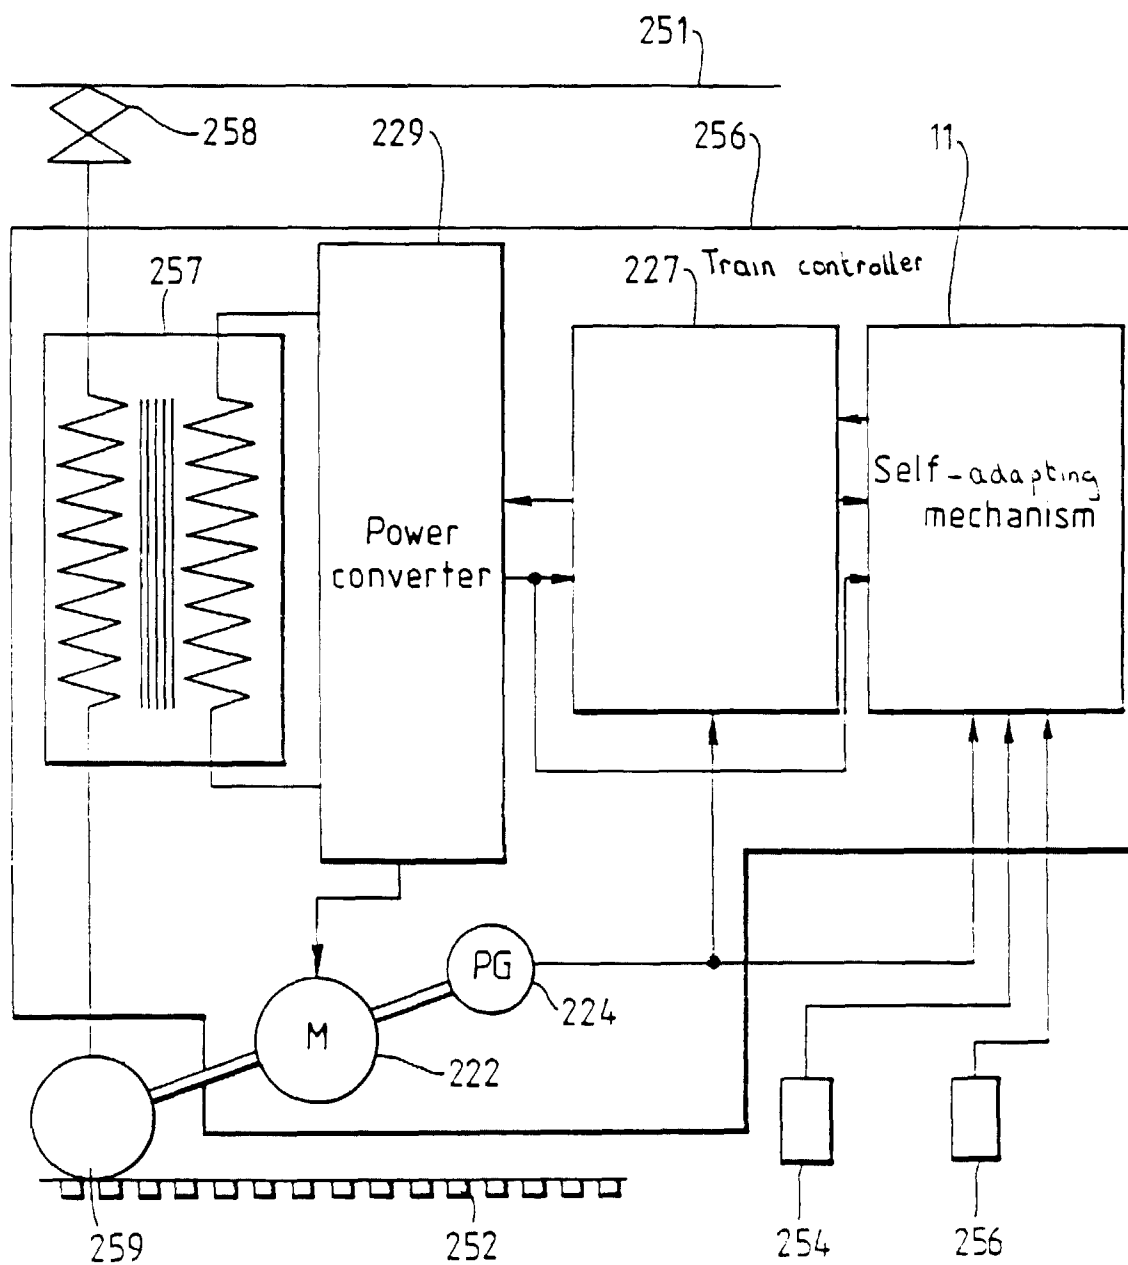 251
258
229
256
11
257
227
Train controller
Self-adapting
mechanism
Power
converter
PG
224
M
222
259
252
254
256